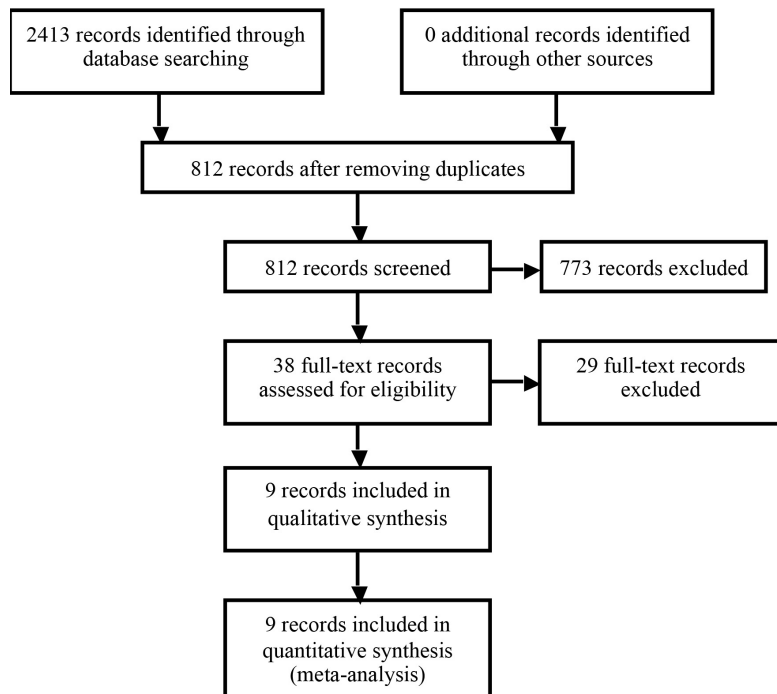 2413 records identified through
database searching
0 additional records identified
through other sources
812 records after removing duplicates
812 records screened
773 records excluded
38 full-text records
assessed for eligibility
29 full-text records
excluded
9 records included in
qualitative synthesis
9 records included in
quantitative synthesis
(meta-analysis)